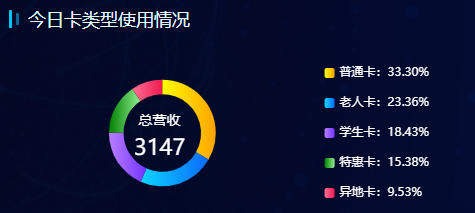 今日卡类型使用情况
总营收
3147
普通卡：33.30%
老人卡：23.36%
学生卡：18.43%
特惠卡：15.38%
异地卡：9.53%